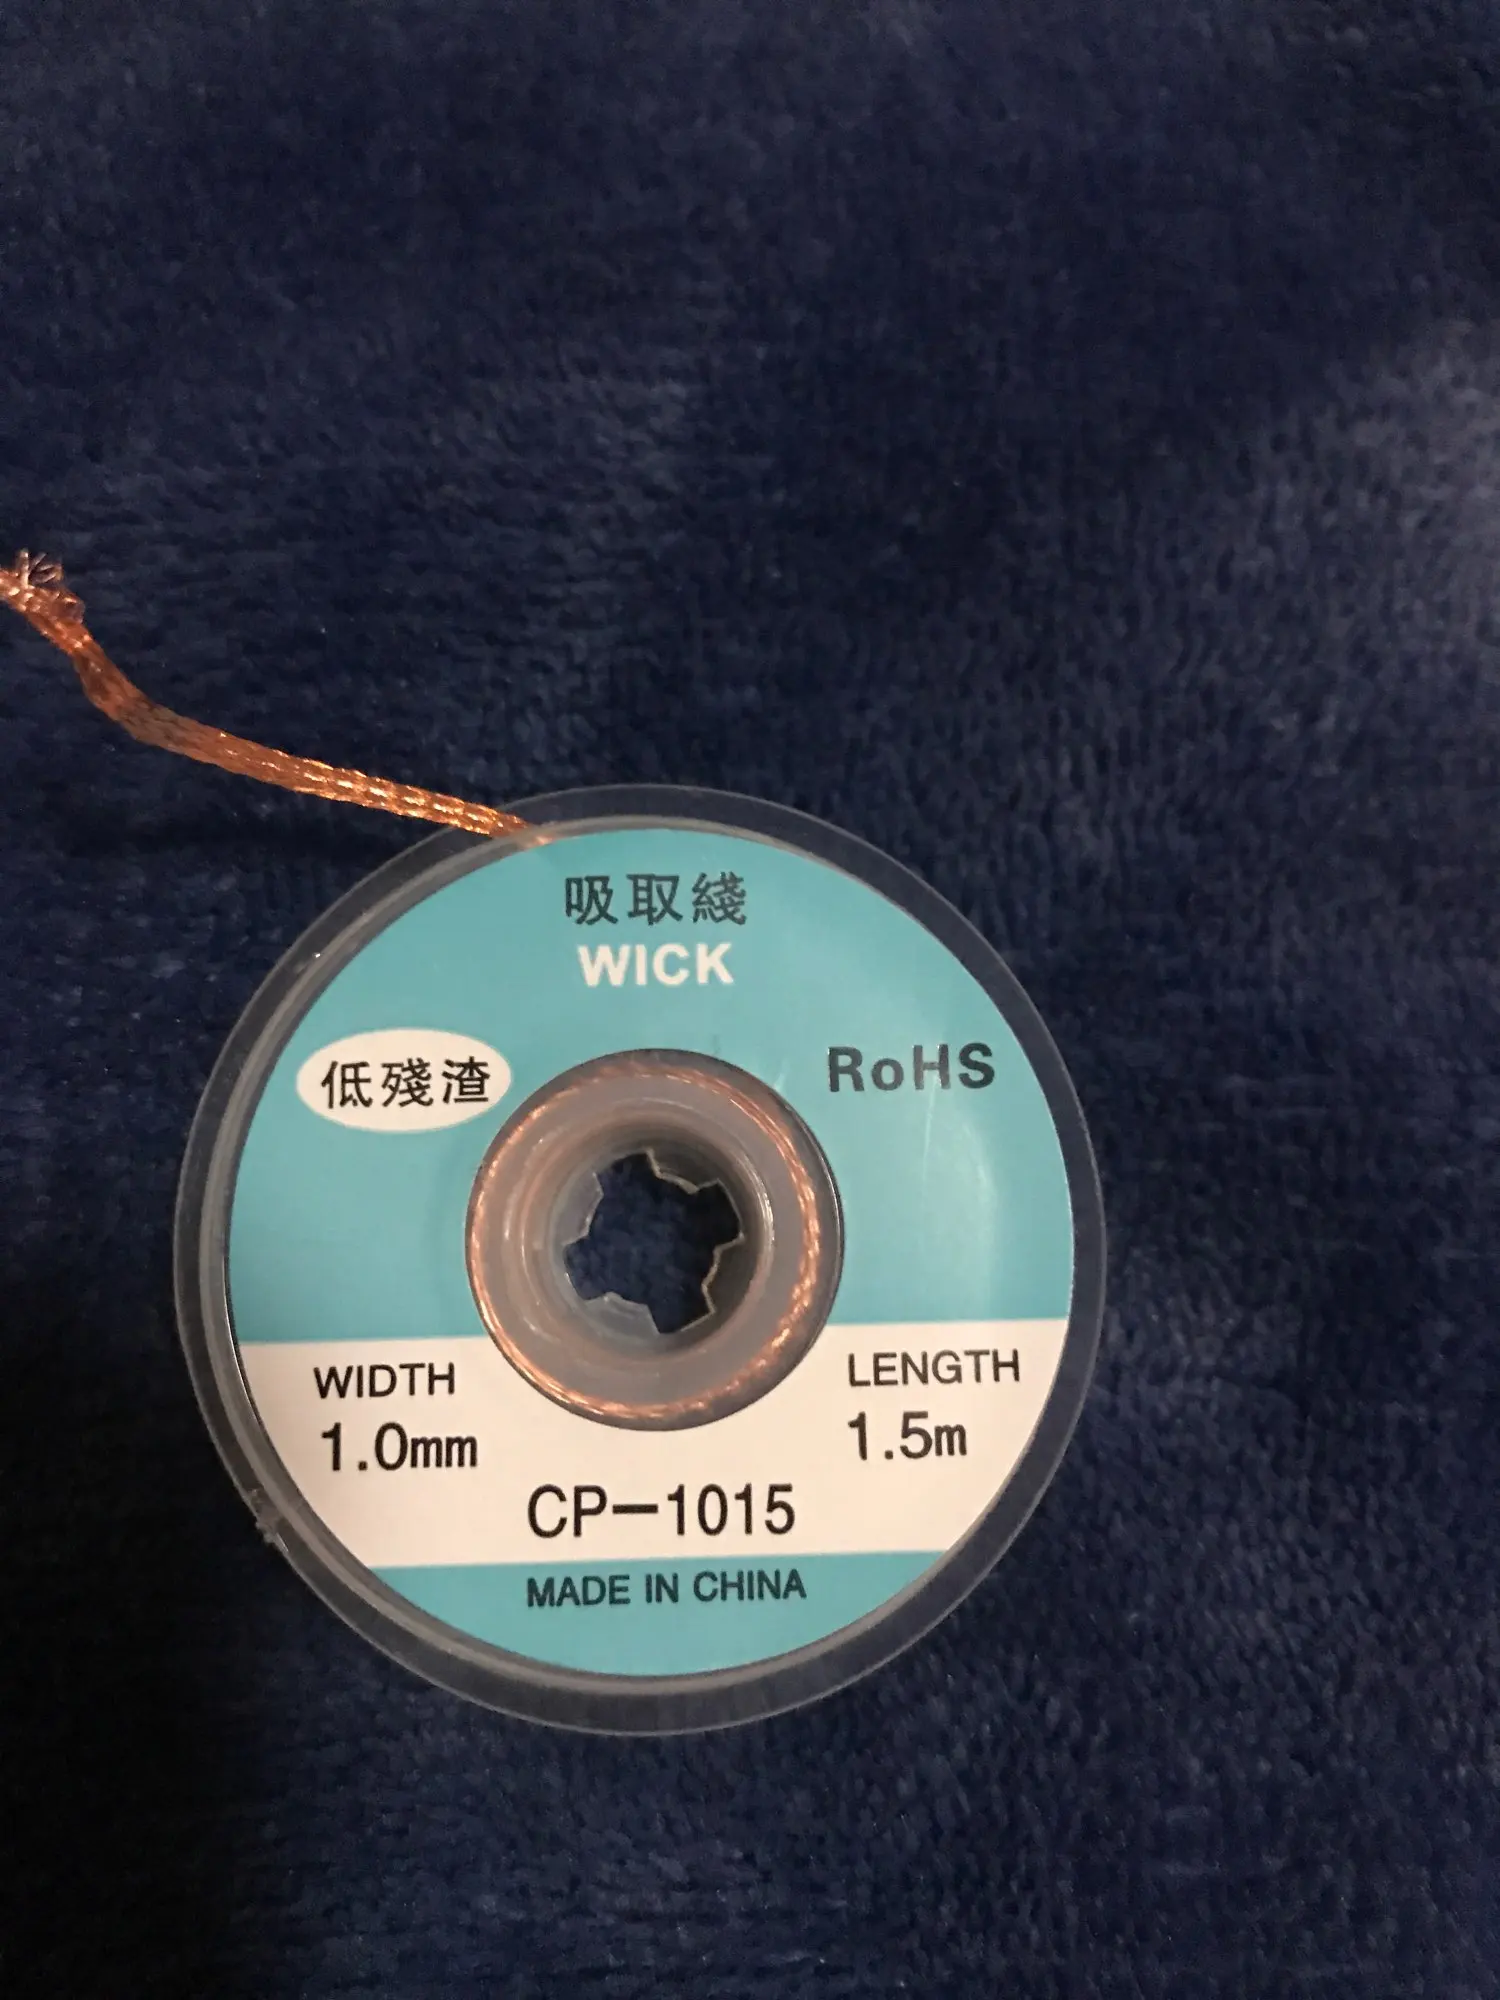 吸取綫
WICK
低殘渣
RoHS
WIDTH
1.0mm
LENGTH
1.5m
CP-1015
MADE IN CHINA